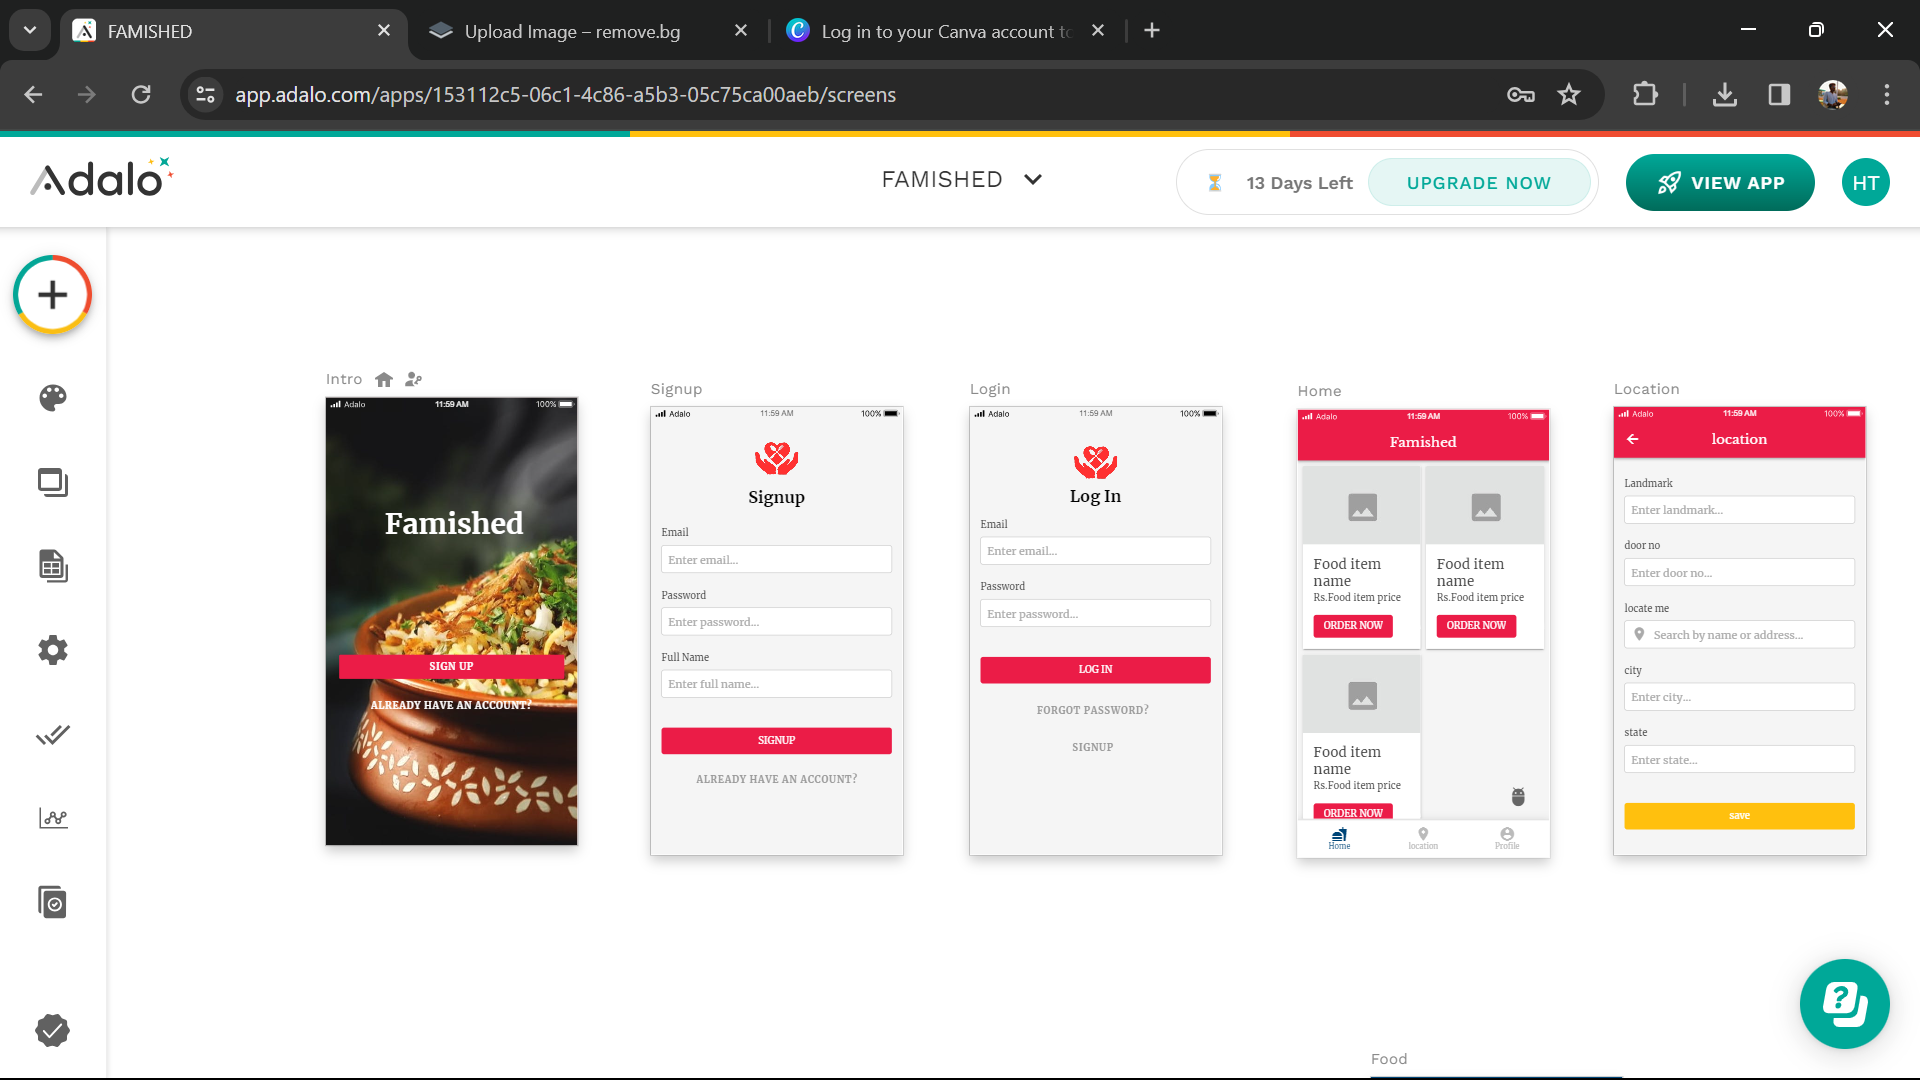 FAMISHED
Upload Image – remove.bg
Log in to your Canva account to
app.adalo.com/apps/153112c5-06c1-4c86-a5b3-05c75ca00aeb/screens
Adalo
FAMISHED
13 Days Left
UPGRADE NOW
VIEW APP
HT
Intro
Adalo
11:59 AM
100%
Famished
SIGN UP
ALREADY HAVE AN ACCOUNT?
Signup
Adalo
11:59 AM
100%
Signup
Email
Enter email...
Password
Enter password...
Full Name
Enter full name...
SIGNUP
ALREADY HAVE AN ACCOUNT?
Login
Adalo
11:59 AM
100%
Log In
Email
Enter email...
Password
Enter password...
LOG IN
FORGOT PASSWORD?
SIGNUP
Home
Adalo
11:59 AM
100%
Famished
Food item
name
Rs.Food item price
ORDER NOW
Food item
name
Rs.Food item price
ORDER NOW
Food item
name
Rs.Food item price
ORDER NOW
Home
location
Profile
Location
Adalo
11:59 AM
100%
location
Landmark
Enter landmark...
door no
Enter door no...
locate me
Search by name or address...
city
Enter city...
state
Enter state...
save
Food